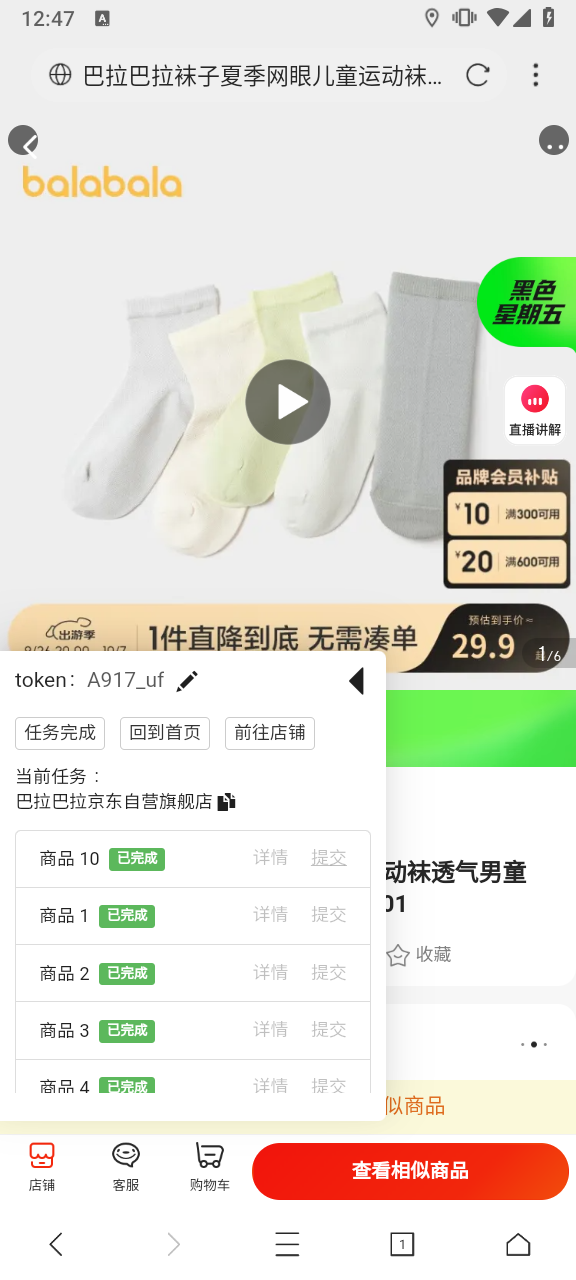 12:47
A
巴拉巴拉袜子夏季网眼儿童运动袜...
balabala
黑色
星期五
直播讲解
品牌会员补贴
¥10 满300可用
¥20 满600可用
出游季
1件直降到底 无需凑单
预估到手价≈
29.9
1/6
token: A917_uf
任务完成 回到首页 前往店铺
当前任务：
巴拉巴拉京东自营旗舰店
动袜透气男童
01
商品 10 已完成 详情 提交
商品 1 已完成 详情 提交
收藏
商品 2 已完成 详情 提交
商品 3 已完成 详情 提交
商品 4 已完成 详情 提交
似商品
店铺 客服 购物车 查看相似商品
1